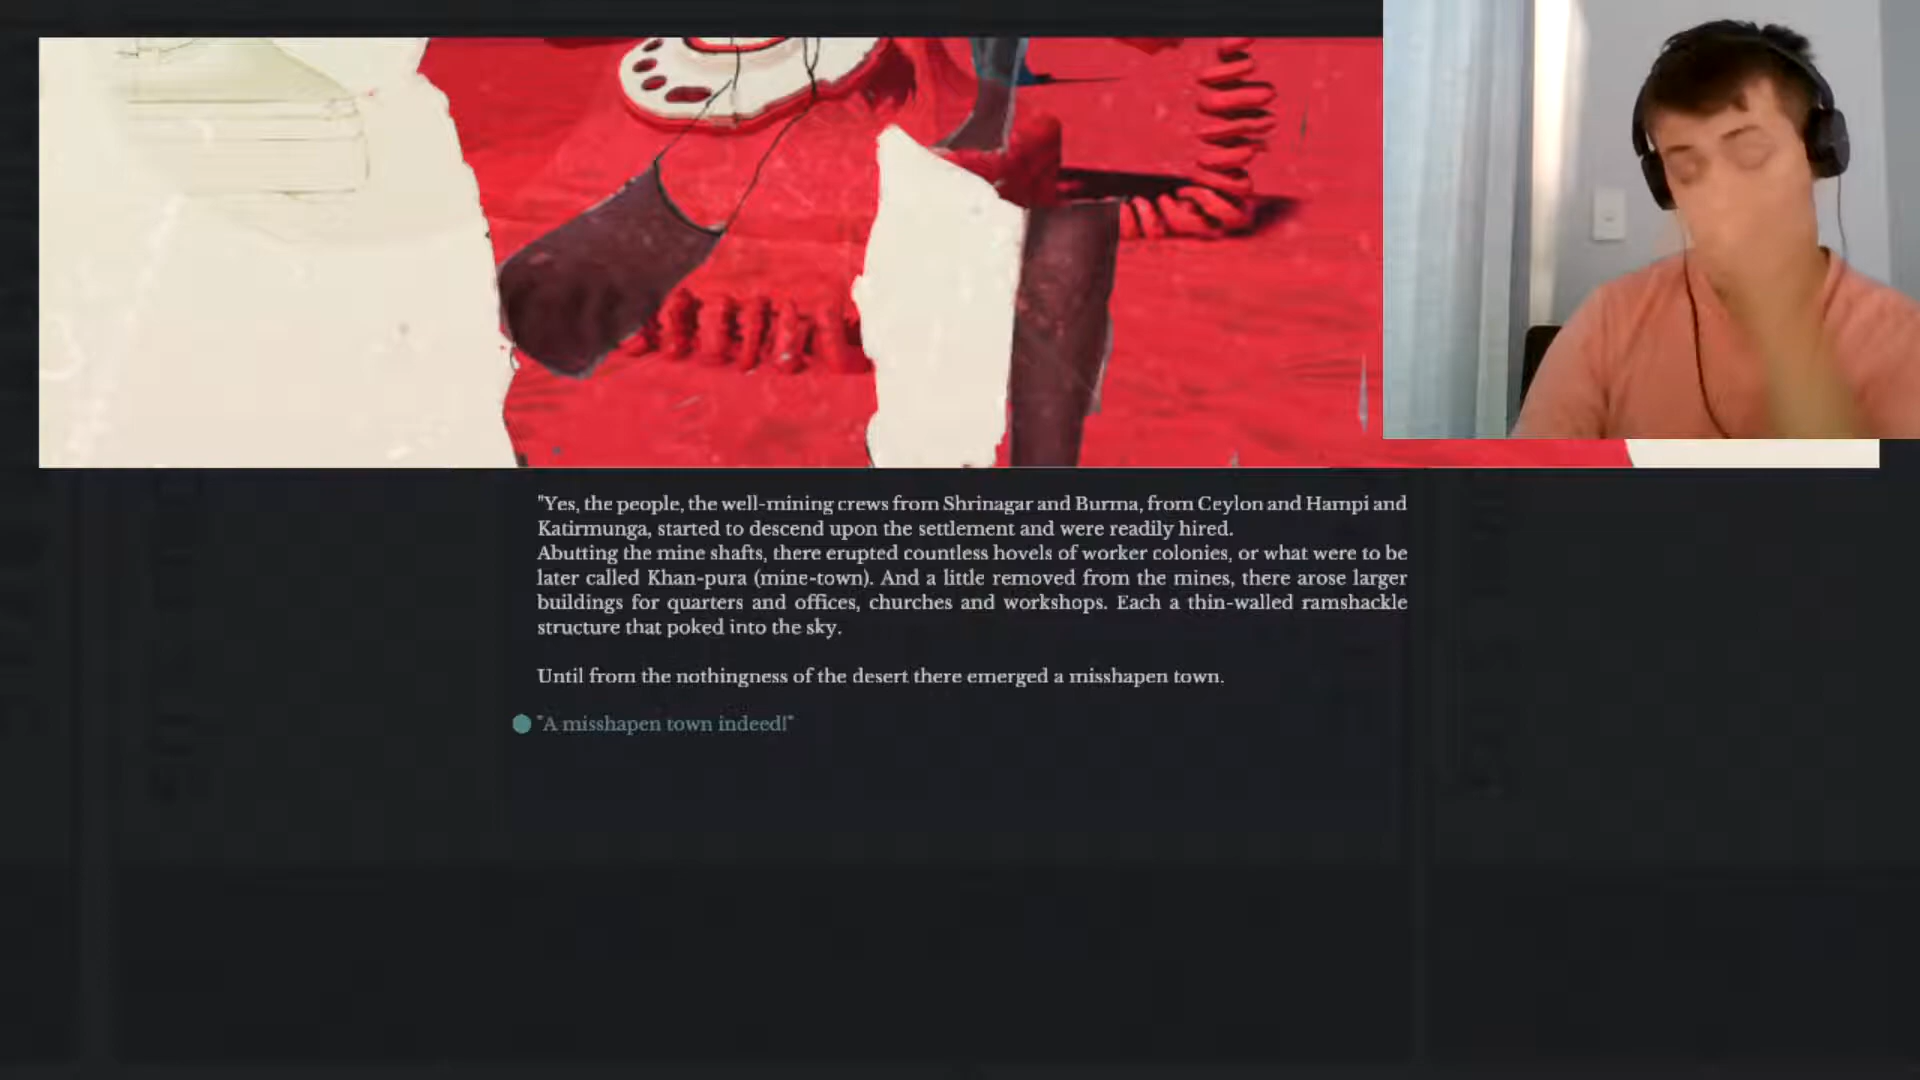 "Yes, the people, the well-mining crews from Shrinagar and Burma, from Ceylon and Hampi and
Katirmunga, started to descend upon the settlement and were readily hired.
Abutting the mine shafts, there erupted countless hovels of worker colonies, or what were to be
later called Khan-pura (mine-town). And a little removed from the mines, there arose larger
buildings for quarters and offices, churches and workshops. Each a thin-walled ramshackle
structure that poked into the sky.
Until from the nothingness of the desert there emerged a misshapen town.
"A misshapen town indeed!"